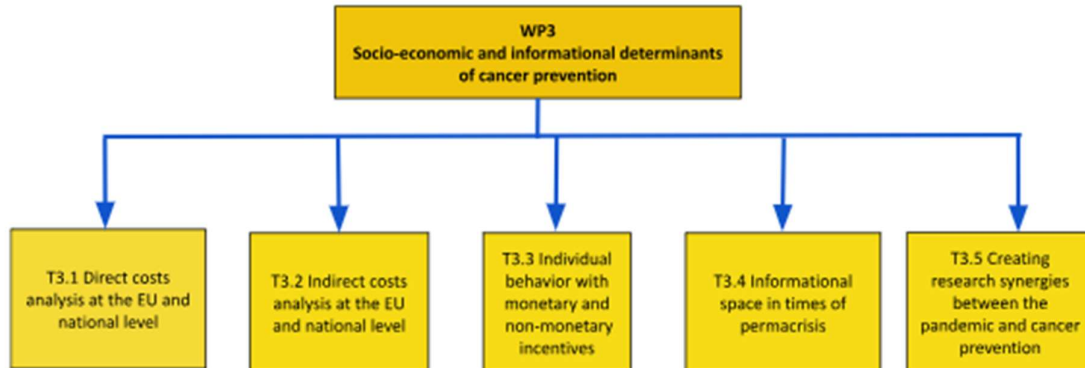 WP3
Socio-economic and informational determinants
of cancer prevention
T3.1 Direct costs
analysis at the EU and
national level
T3.2 Indirect costs
analysis at the EU
and national level
T3.3 Individual
behavior with
monetary and
non-monetary
incentives
T3.4 Informational
space in times of
permacrisis
T3.5 Creating
research synergies
between the
pandemic and cancer
prevention